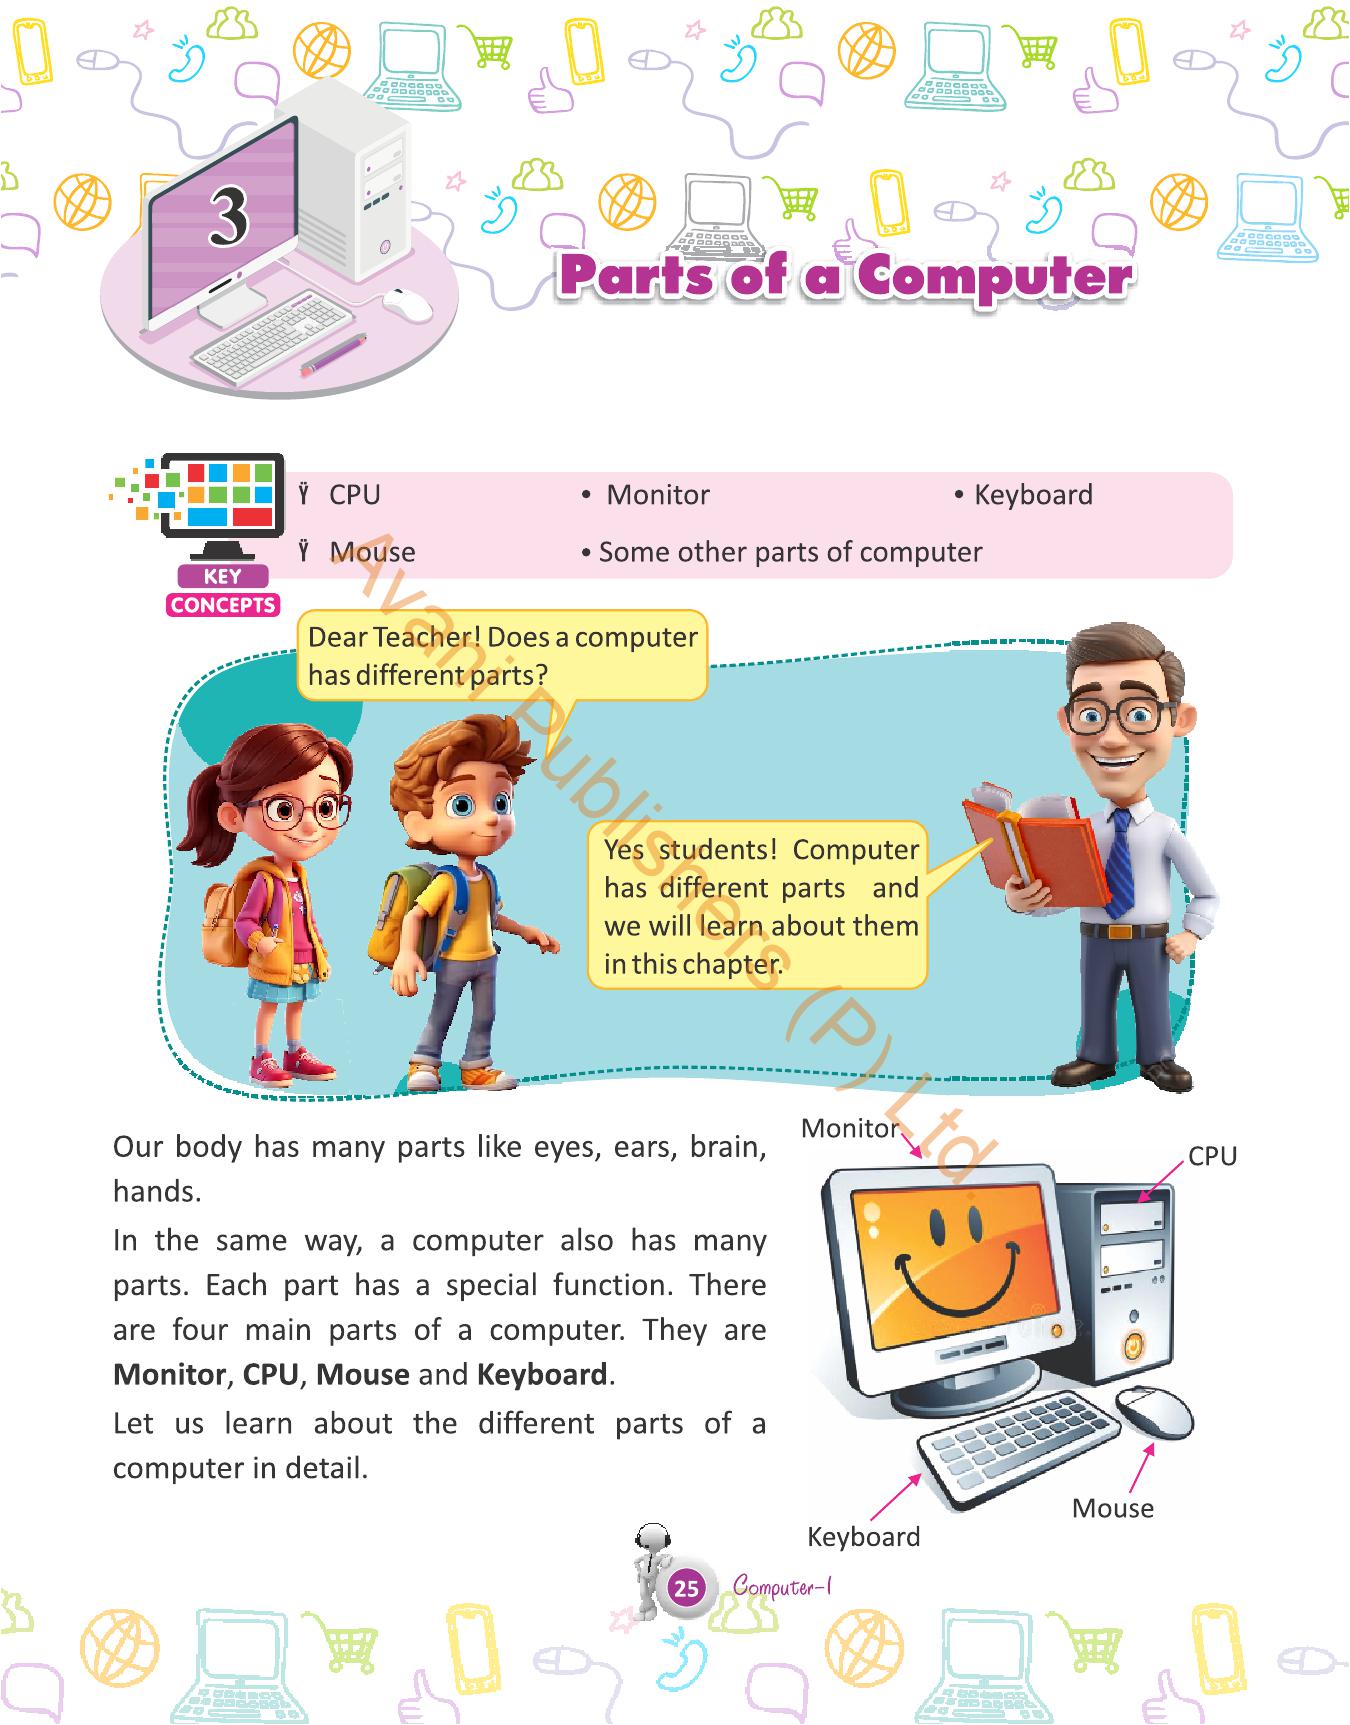 3
Parts of a Computer
Ÿ CPU • Monitor • Keyboard
Ÿ Mouse • Some other parts of computer
KEY
CONCEPTS
Dear Teacher! Does a computer
has different parts?
Yes students! Computer
has different parts and
we will learn about them
in this chapter.
Avani Publishers (P) Ltd.
Our body has many parts like eyes, ears, brain,
hands.
In the same way, a computer also has many
parts. Each part has a special function. There
are four main parts of a computer. They are
Monitor, CPU, Mouse and Keyboard.
Let us learn about the different parts of a
computer in detail.
Monitor
CPU
Mouse
Keyboard
25
Computer-1